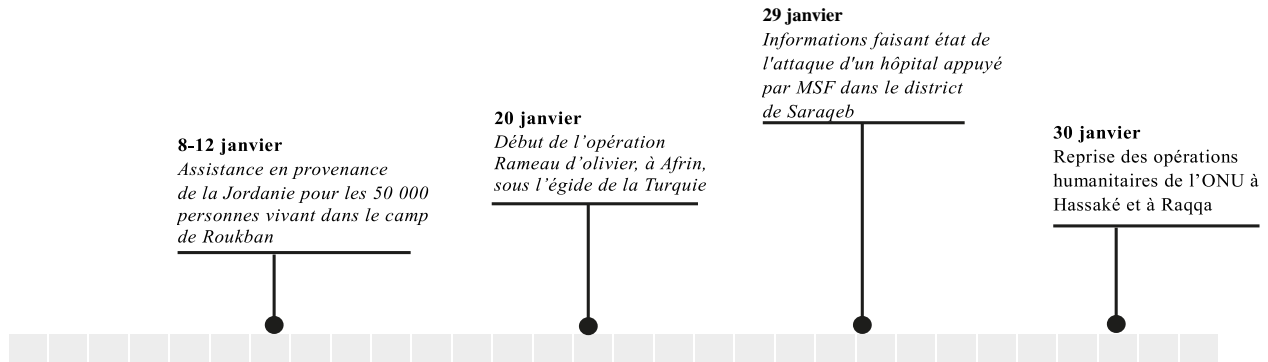 8-12 janvier
Assistance en provenance
de la Jordanie pour les 50 000
personnes vivant dans le camp
de Roukban
20 janvier
Début de l’opération
Rameau d’olivier, à Afrin,
sous l’égide de la Turquie
29 janvier
Informations faisant état de
l'attaque d'un hôpital appuyé
par MSF dans le district
de Saraqeb
30 janvier
Reprise des opérations
humanitaires de l’ONU à
Hassaké et à Raqqa